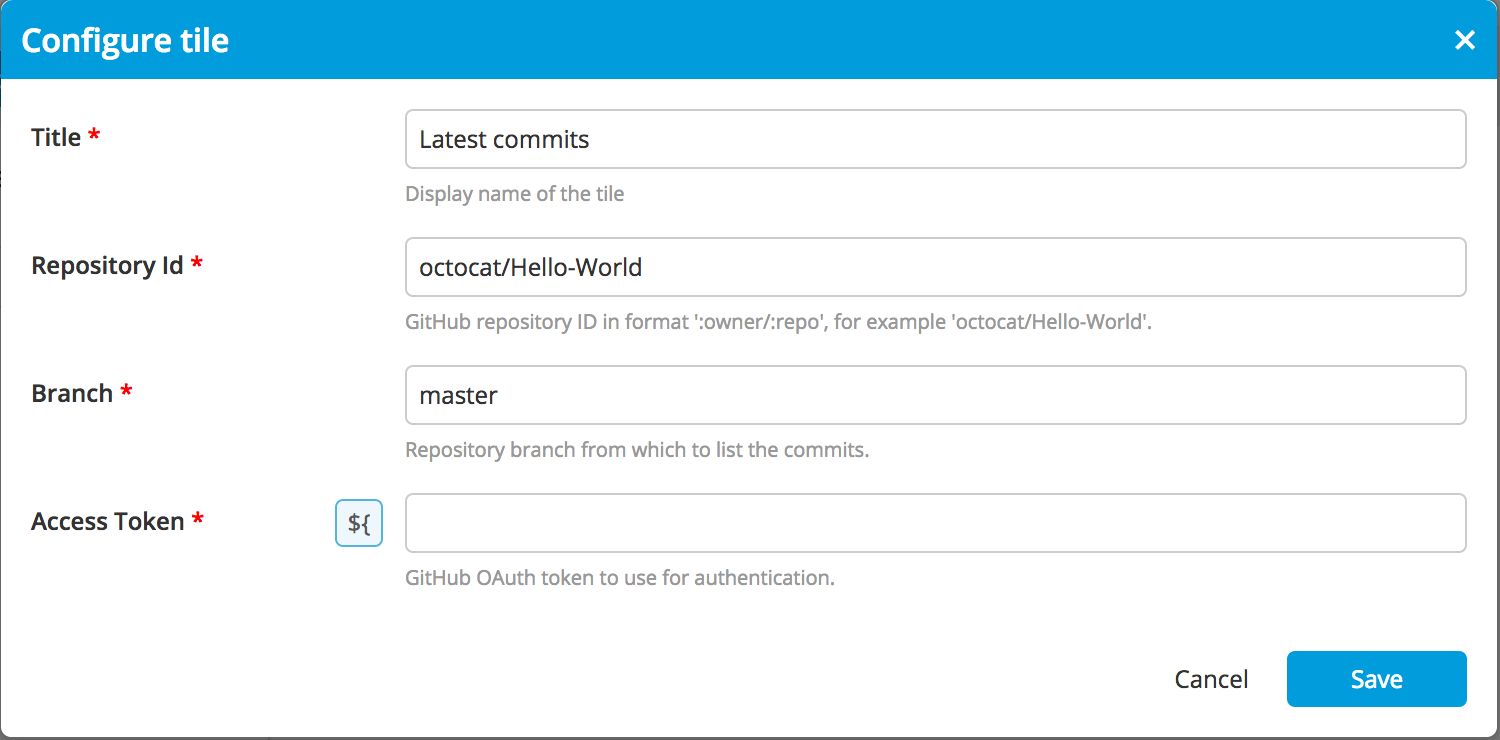 Configure tile ×
Title *
Latest commits
Display name of the tile
Repository Id *
octocat/Hello-World
GitHub repository ID in format ':owner/:repo', for example 'octocat/Hello-World'.
Branch *
master
Repository branch from which to list the commits.
Access Token *
${
GitHub OAuth token to use for authentication.
Cancel Save